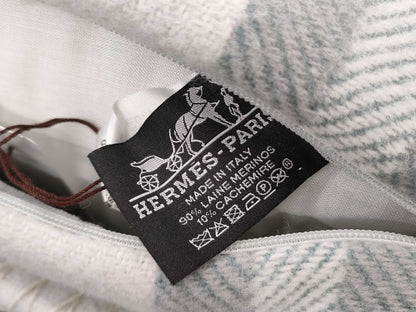 HERMES-PARIS
MADE IN ITALY
90% LAINE MERINOS
10% CACHEMIRE